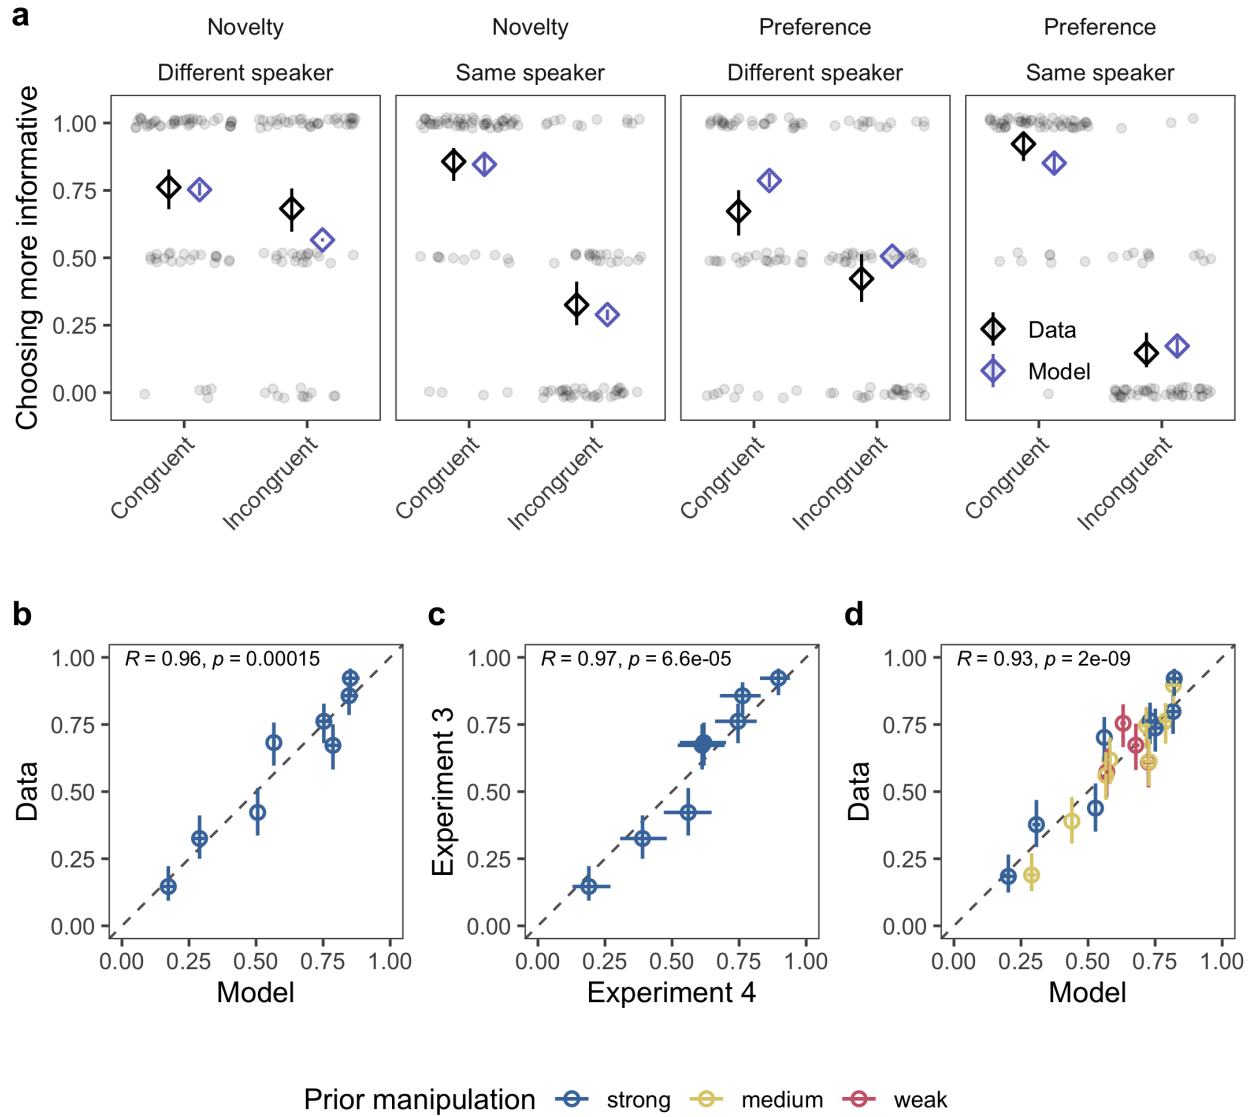 a
Novelty
Novelty
Preference
Preference
Different speaker
Same speaker
Different speaker
Same speaker
Choosing more informative
1.00
0.75
0.50
0.25
0.00
Data
Model
Congruent
Incongruent
Congruent
Incongruent
Congruent
Incongruent
Congruent
Incongruent
b
R = 0.96, p = 0.00015
Data
1.00
0.75
0.50
0.25
0.00
0.00 0.25 0.50 0.75 1.00
Model
c
R = 0.97, p = 6.6e-05
Experiment 3
1.00
0.75
0.50
0.25
0.00
0.00 0.25 0.50 0.75 1.00
Experiment 4
d
R = 0.93, p = 2e-09
Data
1.00
0.75
0.50
0.25
0.00
0.00 0.25 0.50 0.75 1.00
Model
Prior manipulation strong medium weak